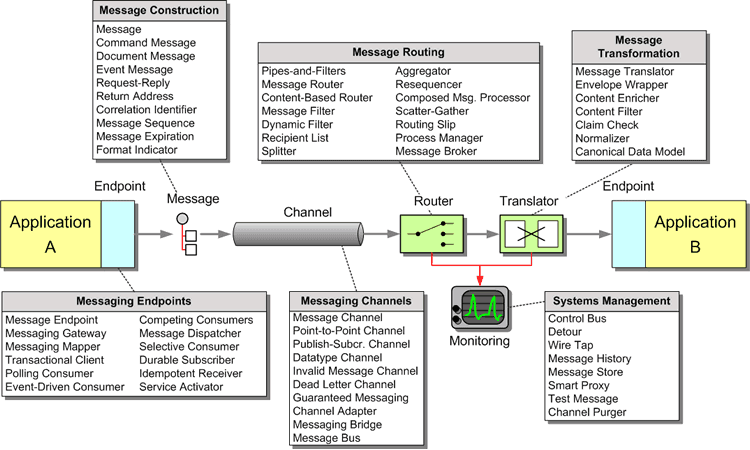 Message Construction
Message
Command Message
Document Message
Event Message
Request-Reply
Return Address
Correlation Identifier
Message Sequence
Message Expiration
Format Indicator
Message Routing
Pipes-and-Filters
Message Router
Content-Based Router
Message Filter
Dynamic Filter
Recipient List
Splitter
Aggregator
Resequencer
Composed Msg. Processor
Scatter-Gather
Routing Slip
Process Manager
Message Broker
Message
Transformation
Message Translator
Envelope Wrapper
Content Enricher
Content Filter
Claim Check
Normalizer
Canonical Data Model
Endpoint
Message
Channel
Router
Translator
Endpoint
Application
A
Application
B
Messaging Endpoints
Message Endpoint
Messaging Gateway
Messaging Mapper
Transactional Client
Polling Consumer
Event-Driven Consumer
Competing Consumers
Message Dispatcher
Selective Consumer
Durable Subscriber
Idempotent Receiver
Service Activator
Messaging Channels
Message Channel
Point-to-Point Channel
Publish-Subcr. Channel
Datatype Channel
Invalid Message Channel
Dead Letter Channel
Guaranteed Messaging
Channel Adapter
Messaging Bridge
Message Bus
Monitoring
Systems Management
Control Bus
Detour
Wire Tap
Message History
Message Store
Smart Proxy
Test Message
Channel Purger